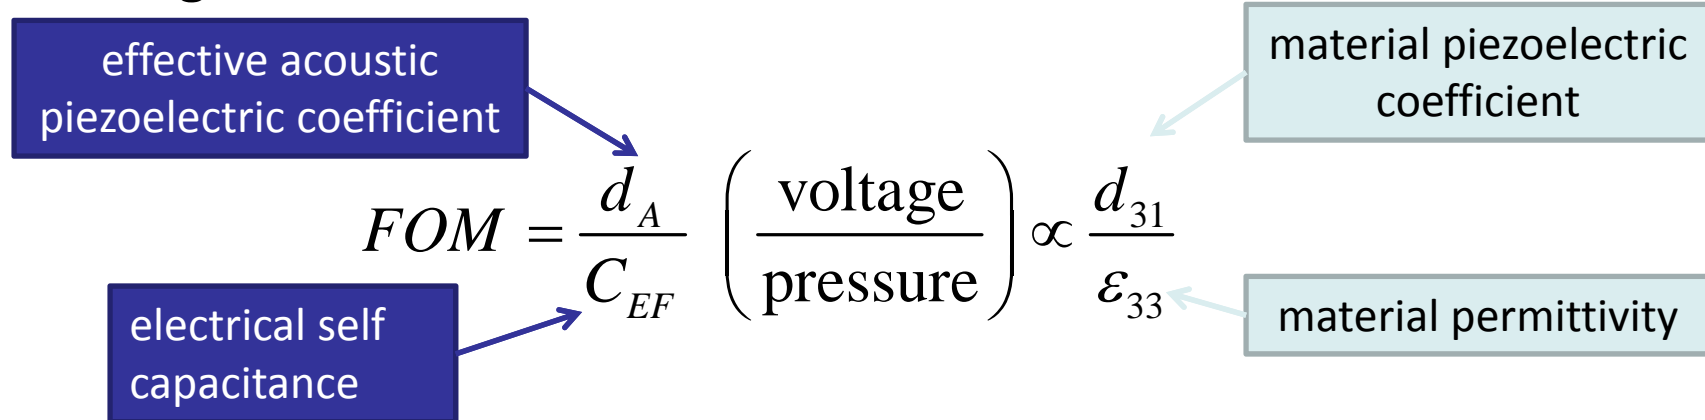 effective acoustic
piezoelectric coefficient
material piezoelectric
coefficient
FOM = d_A / C_EF (voltage / pressure) ∝ d_31 / ε_33
electrical self
capacitance
material permittivity